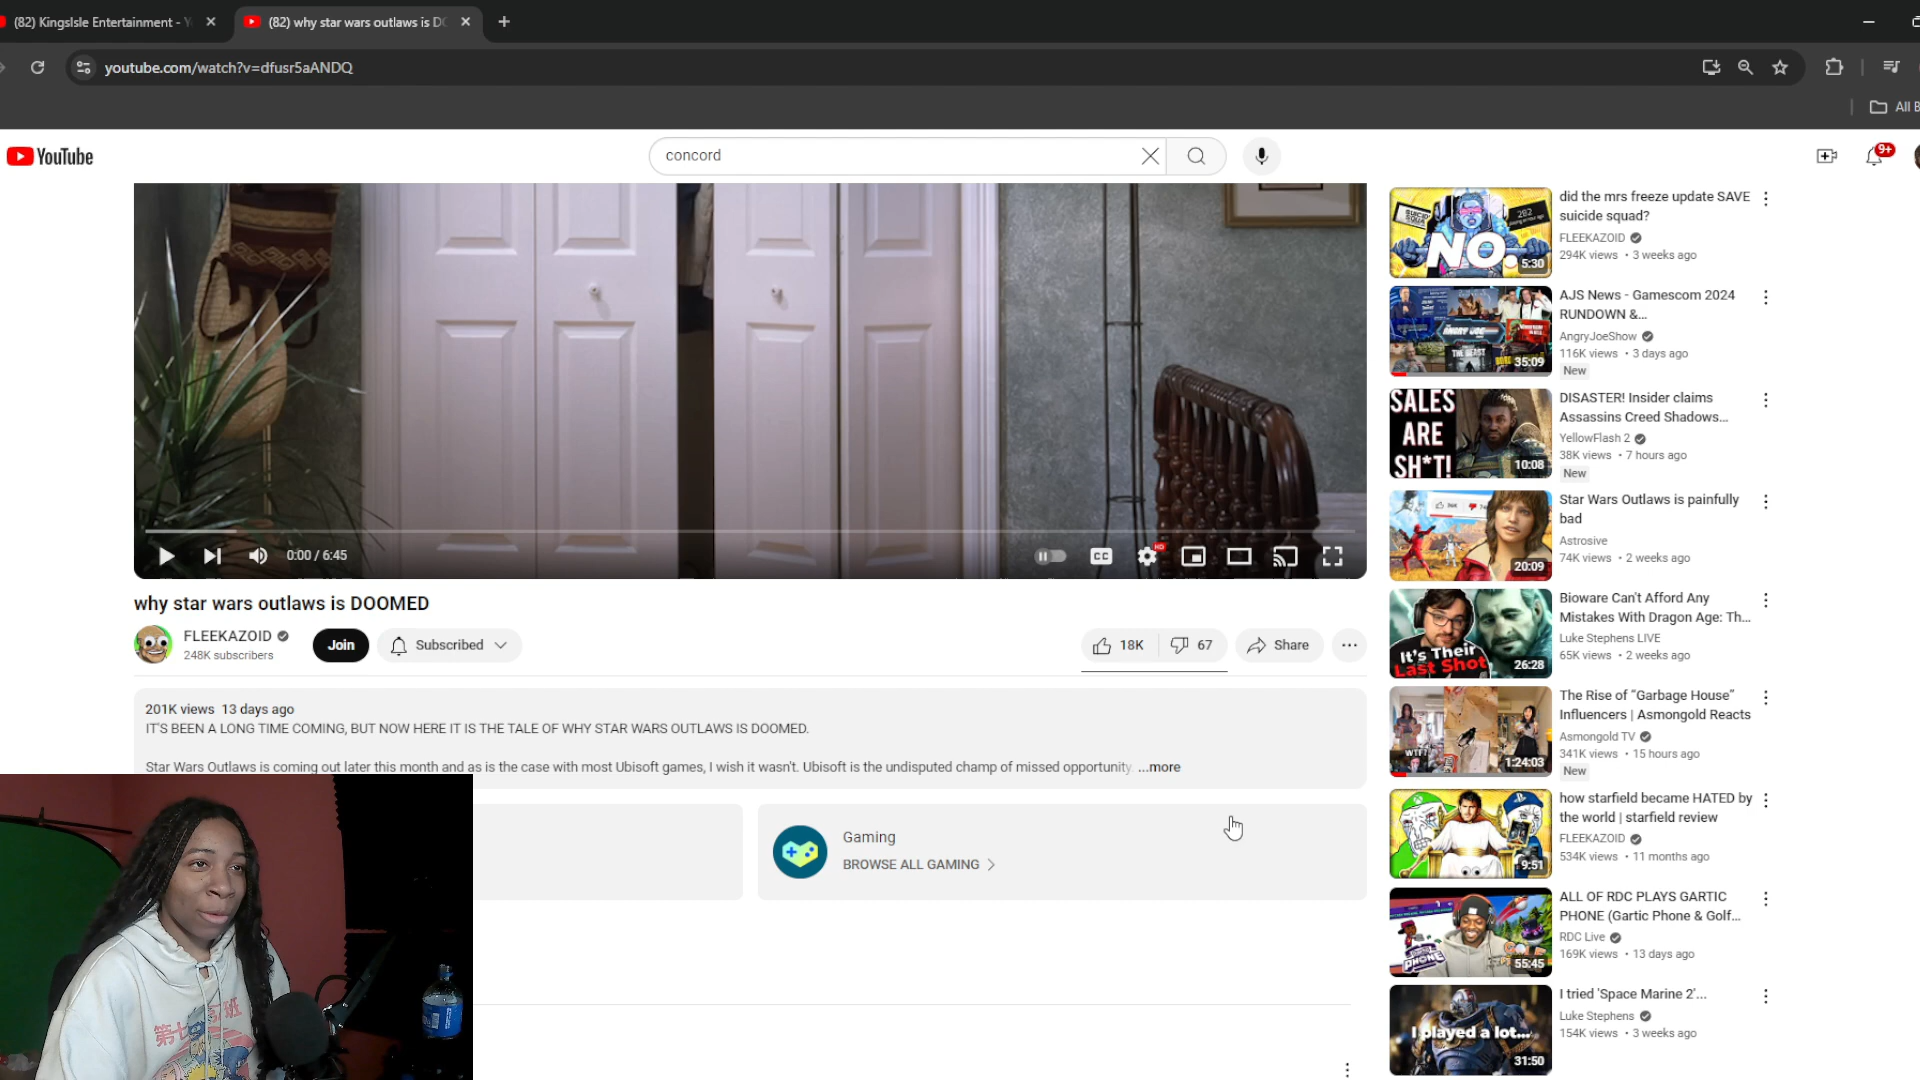 (82) KingsIsle Entertainment - Y
(82) why star wars outlaws is DO
youtube.com/watch?v=dfusr5aANDQ
All B
YouTube
concord
9+
0:00 / 6:45
CC
HD
why star wars outlaws is DOOMED
FLEEKAZOID
248K subscribers
Join
Subscribed
18K
67
Share
201K views 13 days ago
IT'S BEEN A LONG TIME COMING, BUT NOW HERE IT IS THE TALE OF WHY STAR WARS OUTLAWS IS DOOMED.
Star Wars Outlaws is coming out later this month and as is the case with most Ubisoft games, I wish it wasn't. Ubisoft is the undisputed champ of missed opportunity. ...more
Gaming
BROWSE ALL GAMING
第七
班
NO.
5:30
did the mrs freeze update SAVE
suicide squad?
FLEEKAZOID
294K views • 3 weeks ago
35:09
AJS News - Gamescom 2024
RUNDOWN &...
AngryJoeShow
116K views • 3 days ago
New
SALES
ARE
SH*T!
10:08
DISASTER! Insider claims
Assassins Creed Shadows...
YellowFlash 2
38K views • 7 hours ago
New
20:09
Star Wars Outlaws is painfully
bad
Astrosive
74K views • 2 weeks ago
It's Their
Last Shot
26:28
Bioware Can't Afford Any
Mistakes With Dragon Age: Th...
Luke Stephens LIVE
65K views • 2 weeks ago
WTF?
1:24:03
The Rise of "Garbage House"
Influencers | Asmongold Reacts
Asmongold TV
341K views • 15 hours ago
New
9:51
how starfield became HATED by
the world | starfield review
FLEEKAZOID
534K views • 11 months ago
PHONE
55:45
ALL OF RDC PLAYS GARTIC
PHONE (Gartic Phone & Golf...
RDC Live
169K views • 13 days ago
I played a lot...
31:50
I tried 'Space Marine 2'...
Luke Stephens
154K views • 3 weeks ago